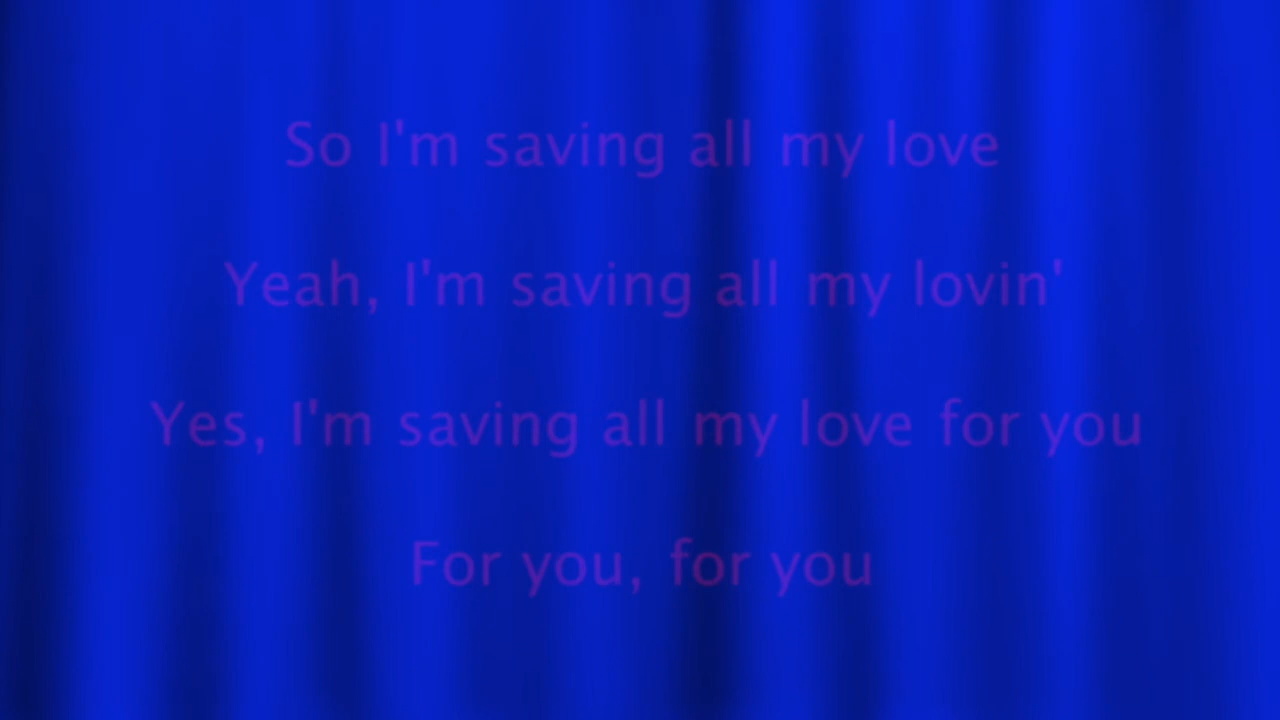 So I'm saving all my love
Yeah, I'm saving all my lovin'
Yes, I'm saving all my love for you
For you, for you